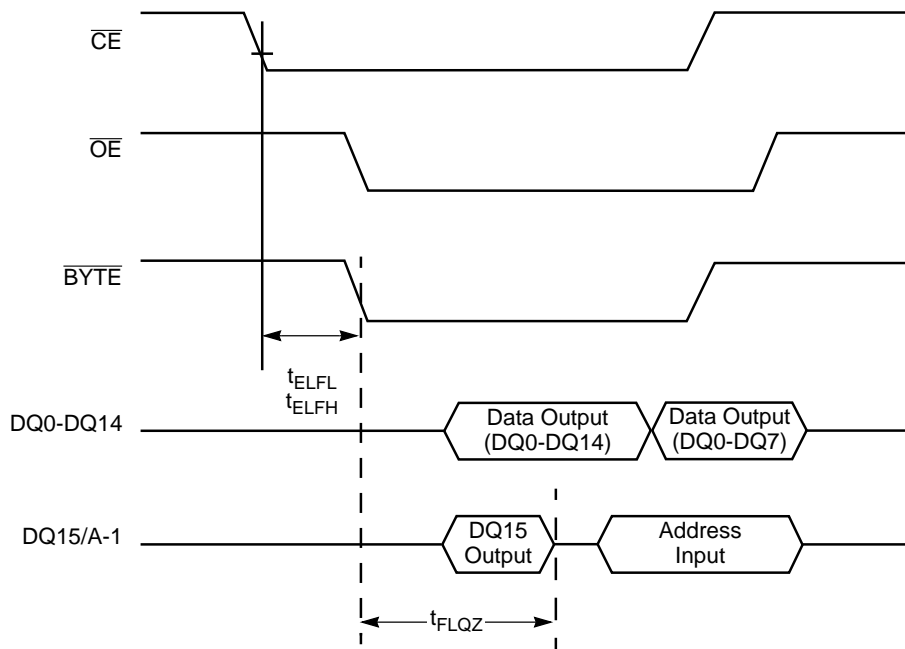 CE
OE
BYTE
tELFL
tELFH
DQ0-DQ14
Data Output
(DQ0-DQ14)
Data Output
(DQ0-DQ7)
DQ15/A-1
DQ15
Output
Address
Input
tFLQZ